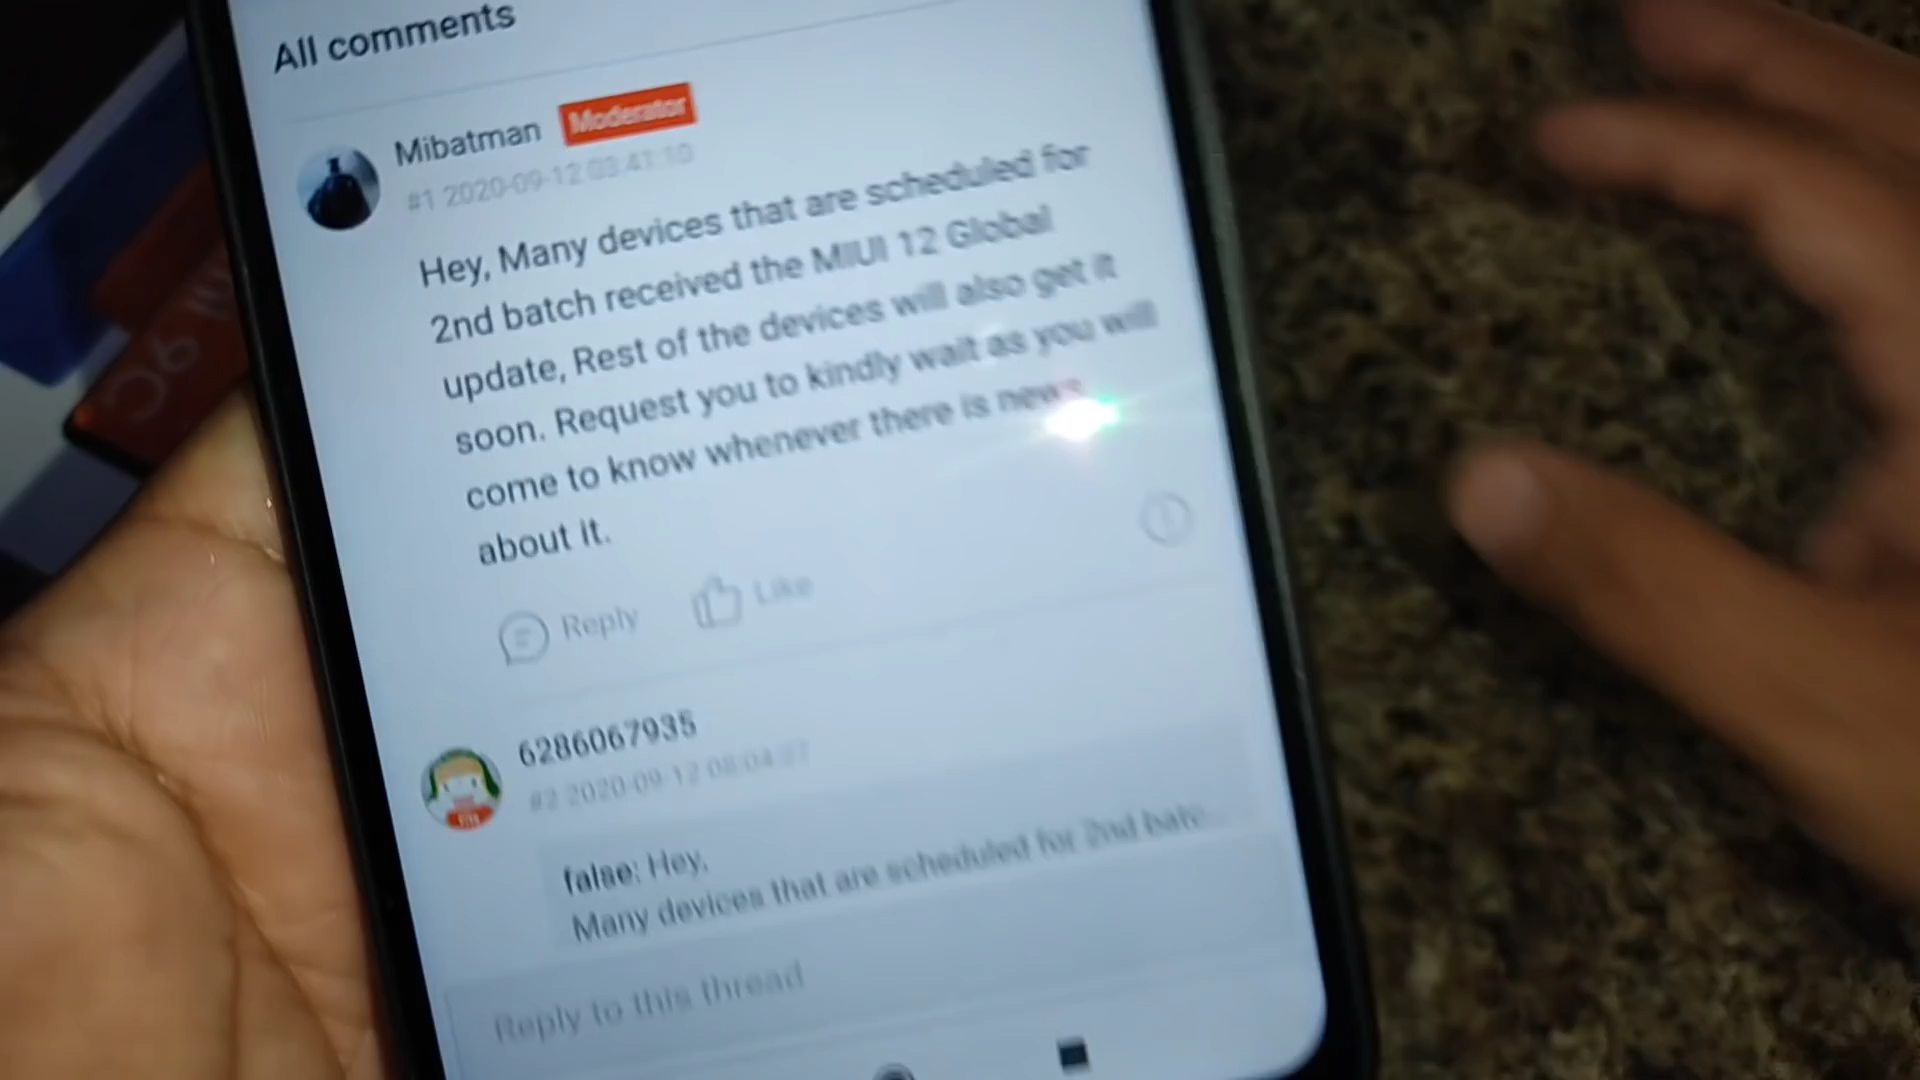 All comments
Mibatman Moderator
#1 2020-09-12 03:41:10
Hey, Many devices that are scheduled for
2nd batch received the MIUI 12 Global
update, Rest of the devices will also get it
soon. Request you to kindly wait as you will
come to know whenever there is news
about it.
Reply Like
6286067935
#2 2020-09-12
false: Hey,
Many devices that are scheduled for 2nd batc...
Reply to this thread
9C